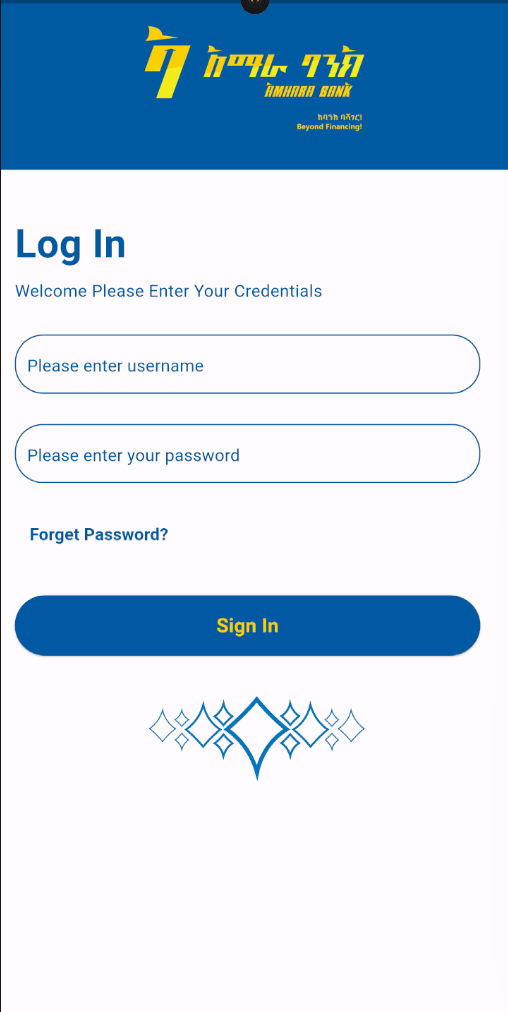 አማራ ባንክ
AMHARA BANK
ከባንክ ባሻገር!
Beyond Financing!
Log In
Welcome Please Enter Your Credentials
Please enter username
Please enter your password
Forget Password?
Sign In